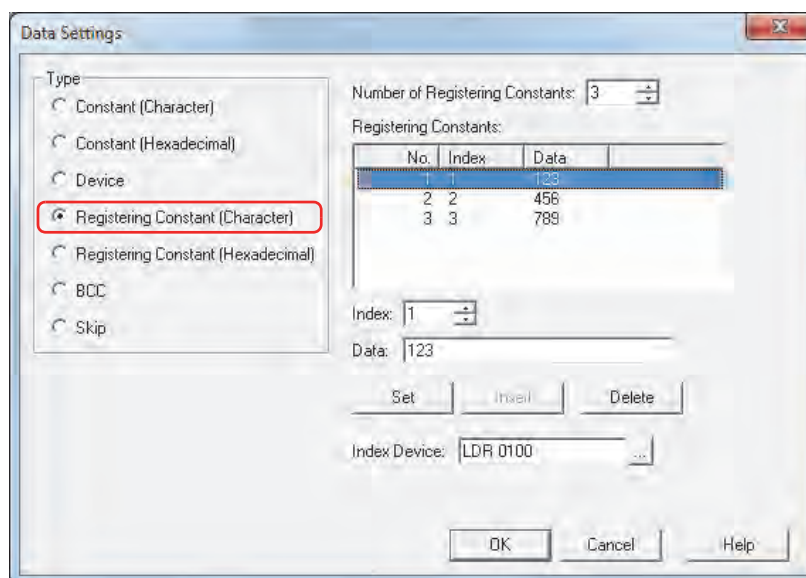 Data Settings
Type
Constant (Character)
Constant (Hexadecimal)
Device
Registering Constant (Character)
Registering Constant (Hexadecimal)
BCC
Skip
Number of Registering Constants: 3
Registering Constants:
No. Index Data
1 1 123
2 2 456
3 3 789
Index: 1
Data: 123
Set Insert Delete
Index Device: LDR 0100 ...
OK Cancel Help